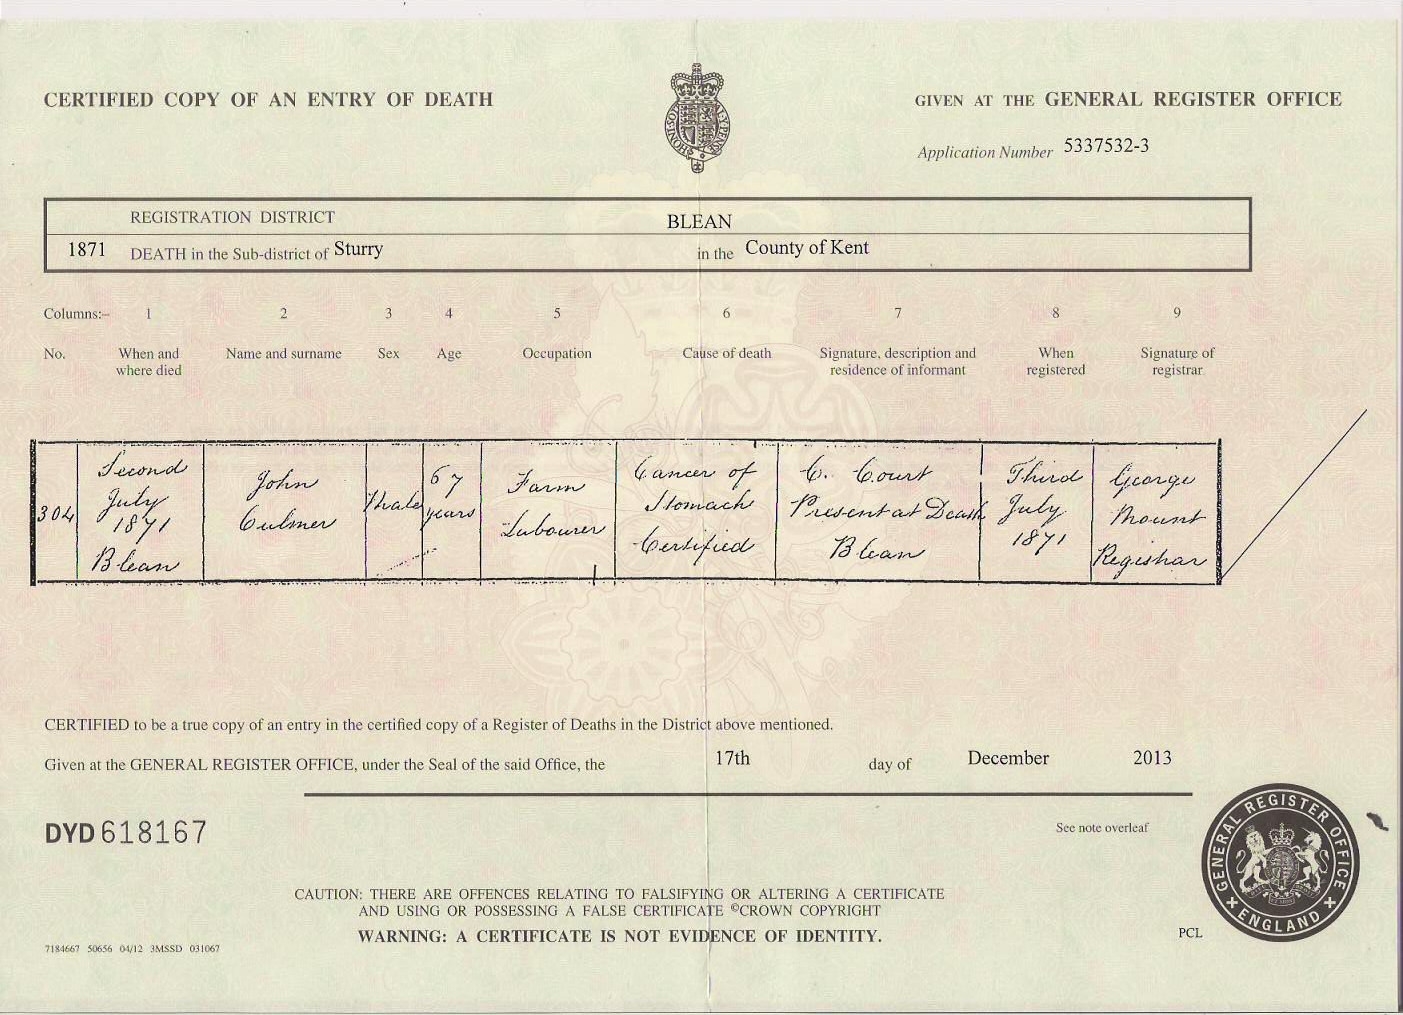 CERTIFIED COPY OF AN ENTRY OF DEATH
GIVEN AT THE GENERAL REGISTER OFFICE
Application Number 5337532-3
REGISTRATION DISTRICT BLEAN
1871 DEATH in the Sub-district of Sturry in the County of Kent
Columns:- 1 2 3 4 5 6 7 8 9
No. When and where died Name and surname Sex Age Occupation Cause of death Signature, description and residence of informant When registered Signature of registrar
304
Second
July
1871
Blean
John
Culmer
Male
67
years
Farm
Labourer
Cancer of
Stomach
Certified
C. Court
Present at Death
Blean
Third
July
1871
George
Mount
Registrar
CERTIFIED to be a true copy of an entry in the certified copy of a Register of Deaths in the District above mentioned.
Given at the GENERAL REGISTER OFFICE, under the Seal of the said Office, the 17th day of December 2013
DYD 618167
See note overleaf
CAUTION: THERE ARE OFFENCES RELATING TO FALSIFYING OR ALTERING A CERTIFICATE
AND USING OR POSSESSING A FALSE CERTIFICATE ©CROWN COPYRIGHT
WARNING: A CERTIFICATE IS NOT EVIDENCE OF IDENTITY.
7184667 50656 04/12 3MSSD 031067
PCL
GENERAL REGISTER OFFICE
ENGLAND